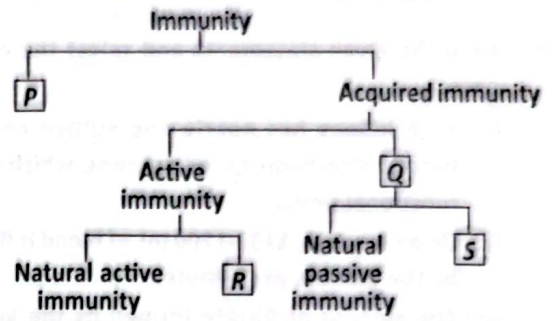 Immunity
P
Acquired immunity
Active
immunity
Q
Natural active
immunity
R
Natural
passive
immunity
S